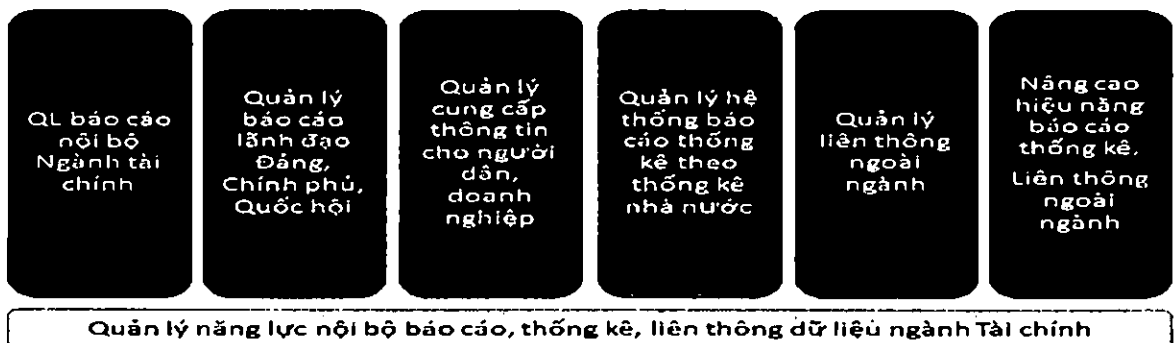 QL báo cáo
nội bộ
Ngành tài
chính
Quản lý
báo cáo
lãnh đạo
Đảng,
Chính phủ,
Quốc hội
Quản lý
cung cấp
thông tin
cho người
dân,
doanh
nghiệp
Quản lý hệ
thống báo
cáo thống
kê theo
thống kê
nhà nước
Quản lý
liên thông
ngoài
ngành
Nâng cao
hiệu năng
báo cáo
thống kê,
Liên thông
ngoài
ngành
Quản lý năng lực nội bộ báo cáo, thống kê, liên thông dữ liệu ngành Tài chính